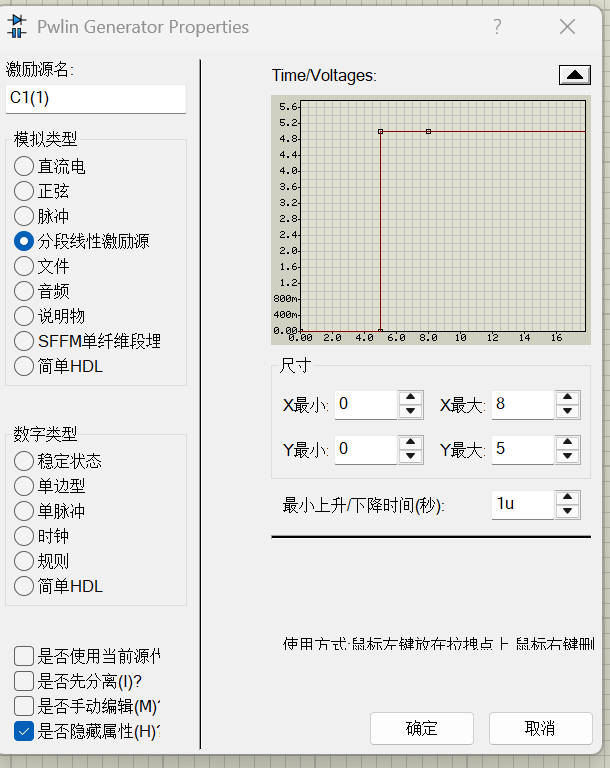 Pwlin Generator Properties
激励源名:
C1(1)
模拟类型
直流电
正弦
脉冲
分段线性激励源
文件
音频
说明物
SFFM单纤维段埋
简单HDL
数字类型
稳定状态
单边型
单脉冲
时钟
规则
简单HDL
是否使用当前源代
是否先分离(I)?
是否手动编辑(M)?
是否隐藏属性(H)?
Time/Voltages:
5.6
5.2
4.8
4.4
4.0
3.6
3.2
2.8
2.4
2.0
1.6
1.2
800m
400m
0.00
0.00 2.0 4.0 6.0 8.0 10 12 14 16
尺寸
X最小: 0 X最大: 8
Y最小: 0 Y最大: 5
最小上升/下降时间(秒): 1u
使用方式:鼠标左键放在拉拽点上,鼠标右键删
确定 取消